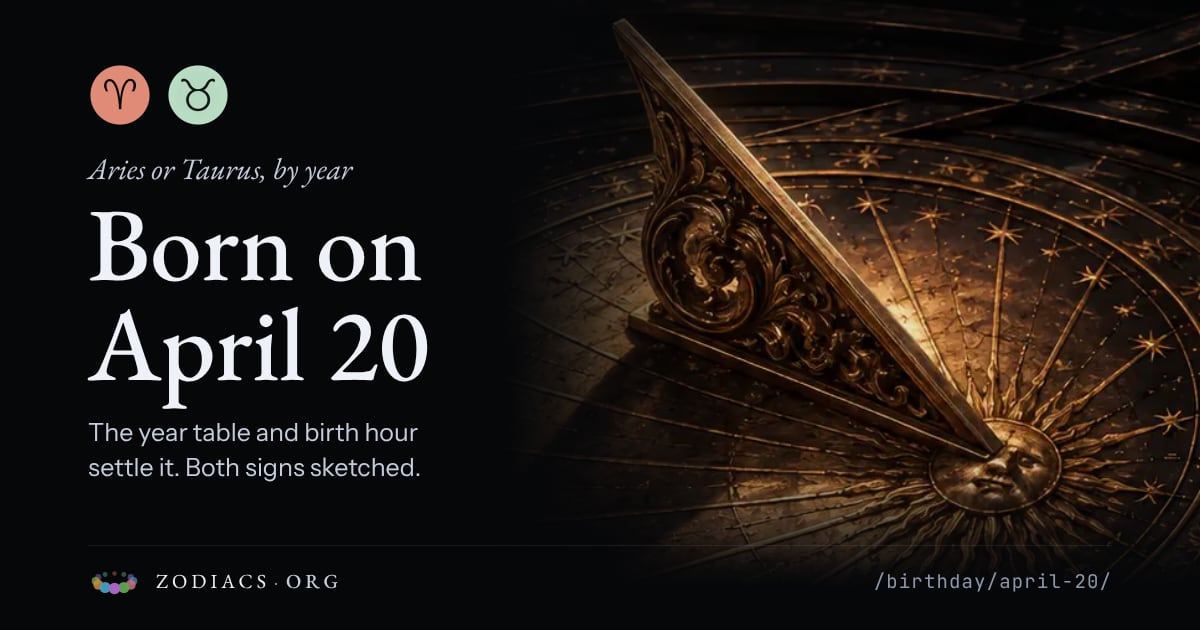 Aries or Taurus, by year
Born on
April 20
The year table and birth hour
settle it. Both signs sketched.
ZODIACS·ORG
/birthday/april-20/